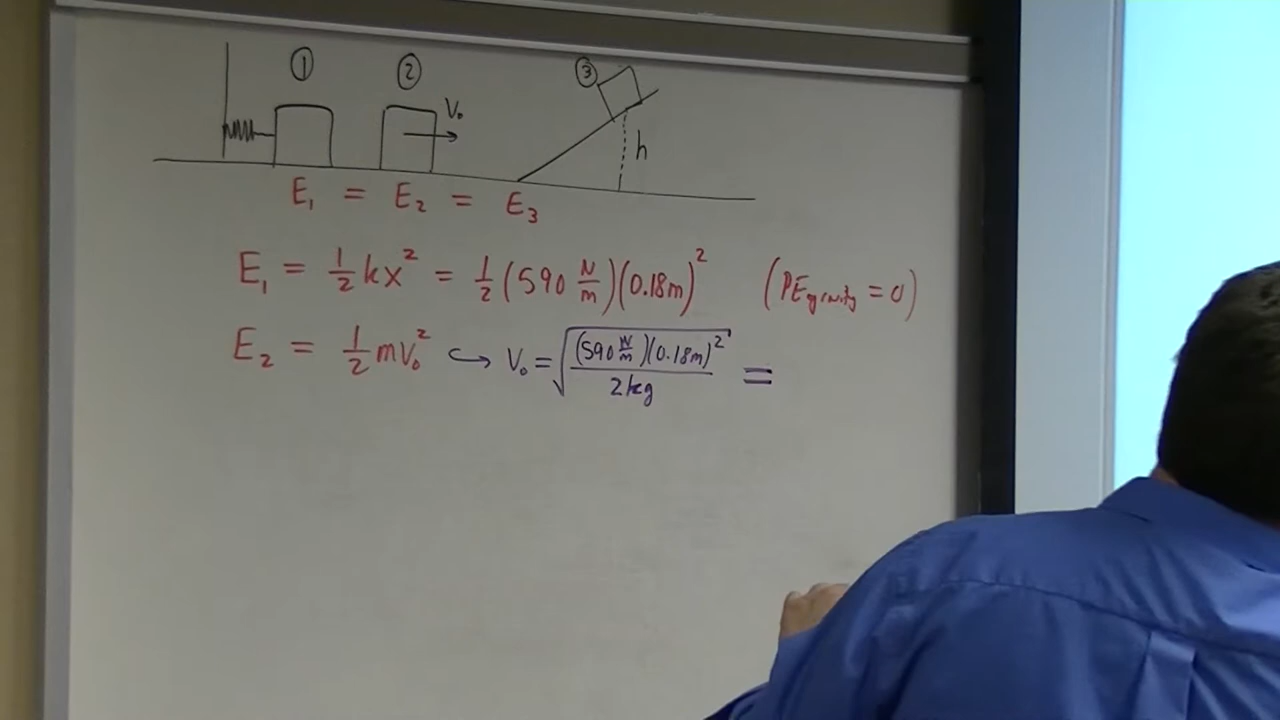 ① ② ③
V₀
h
E₁ = E₂ = E₃
E₁ = ½kx² = ½(590 N/m)(0.18m)² (PEgravity = 0)
E₂ = ½mV₀² ↪ V₀ = √((590 N/m)(0.18m)²/2kg) =